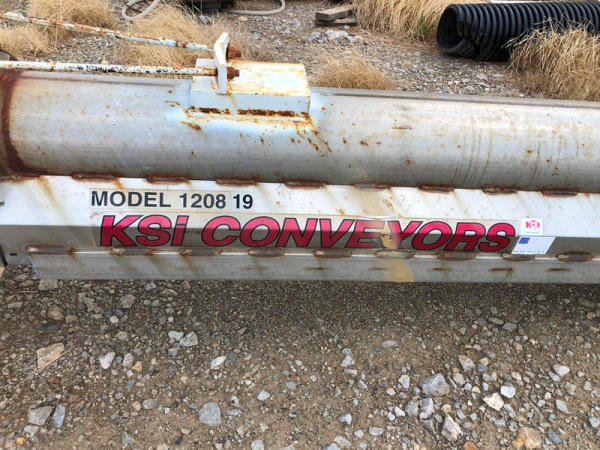 MODEL 1208 19
KSI CONVEYORS